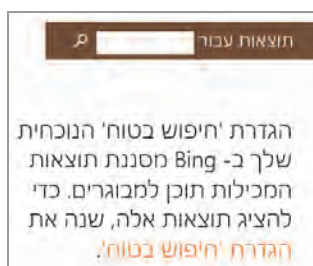 תוצאות עבור
הגדרת 'חיפוש בטוח' הנוכחית
שלך ב- Bing מסננת תוצאות
המכילות תוכן למבוגרים. כדי
להציג תוצאות אלה, שנה את
הגדרת 'חיפוש בטוח'.